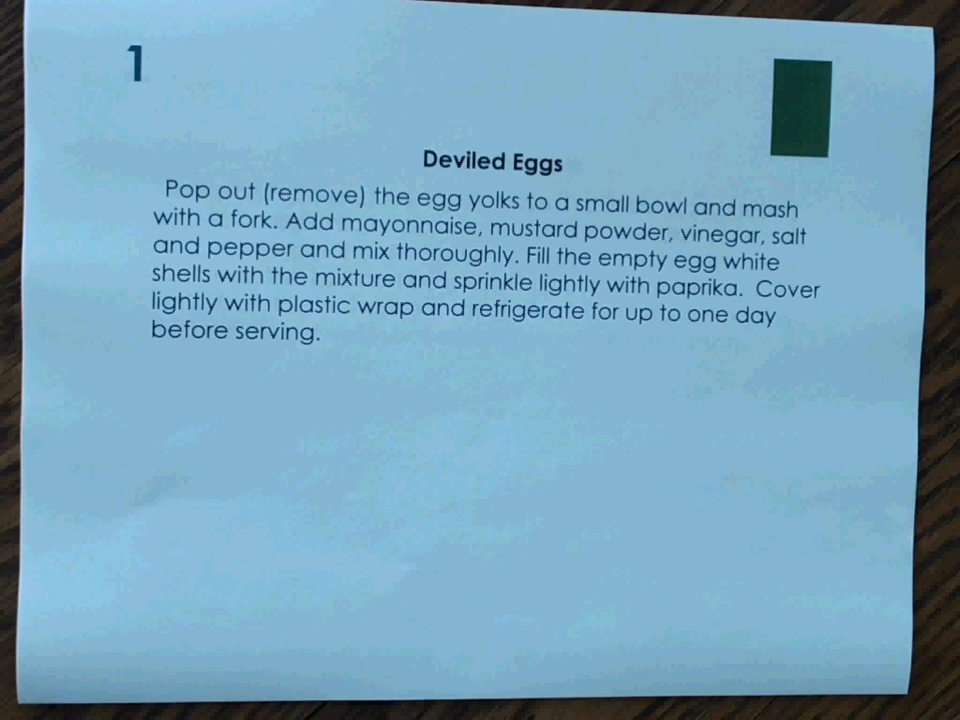 1
Deviled Eggs
Pop out (remove) the egg yolks to a small bowl and mash
with a fork. Add mayonnaise, mustard powder, vinegar, salt
and pepper and mix thoroughly. Fill the empty egg white
shells with the mixture and sprinkle lightly with paprika.  Cover
lightly with plastic wrap and refrigerate for up to one day
before serving.